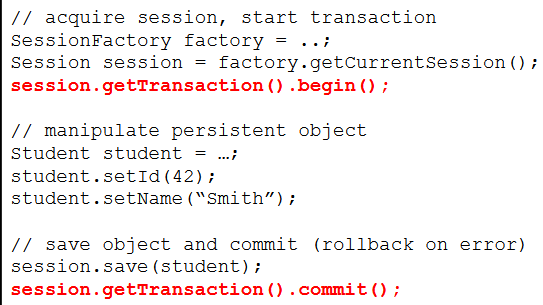 // acquire session, start transaction
SessionFactory factory = ..;
Session session = factory.getCurrentSession();
session.getTransaction().begin();
// manipulate persistent object
Student student = …;
student.setId(42);
student.setName(“Smith”);
// save object and commit (rollback on error)
session.save(student);
session.getTransaction().commit();